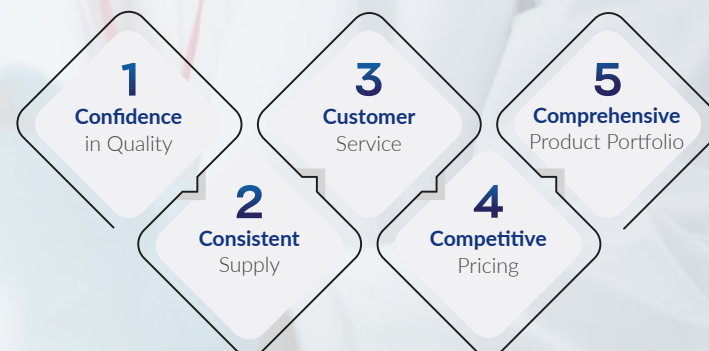 1
Confidence
in Quality
2
Consistent
Supply
3
Customer
Service
4
Competitive
Pricing
5
Comprehensive
Product Portfolio